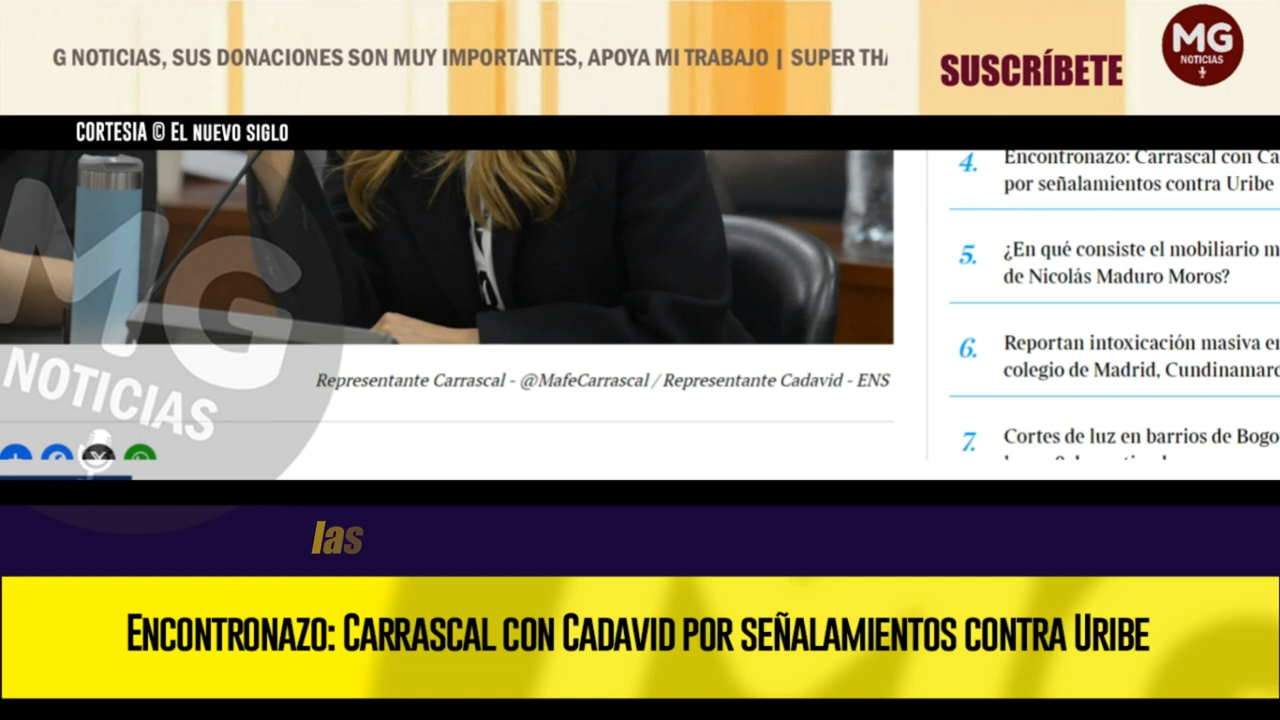 G NOTICIAS, SUS DONACIONES SON MUY IMPORTANTES, APOYA MI TRABAJO | SUPER THA
SUSCRÍBETE
MG
NOTICIAS
CORTESIA © EL NUEVO SIGLO
4. Encontronazo: Carrascal con Ca
por señalamientos contra Uribe
5. ¿En qué consiste el mobiliario m
de Nicolás Maduro Moros?
6. Reportan intoxicación masiva en
colegio de Madrid, Cundinamarc
7. Cortes de luz en barrios de Bogo
MG
NOTICIAS
Representante Carrascal - @MafeCarrascal / Representante Cadavid - ENS
las
ENCONTRONAZO: CARRASCAL CON CADAVID POR SEÑALAMIENTOS CONTRA URIBE